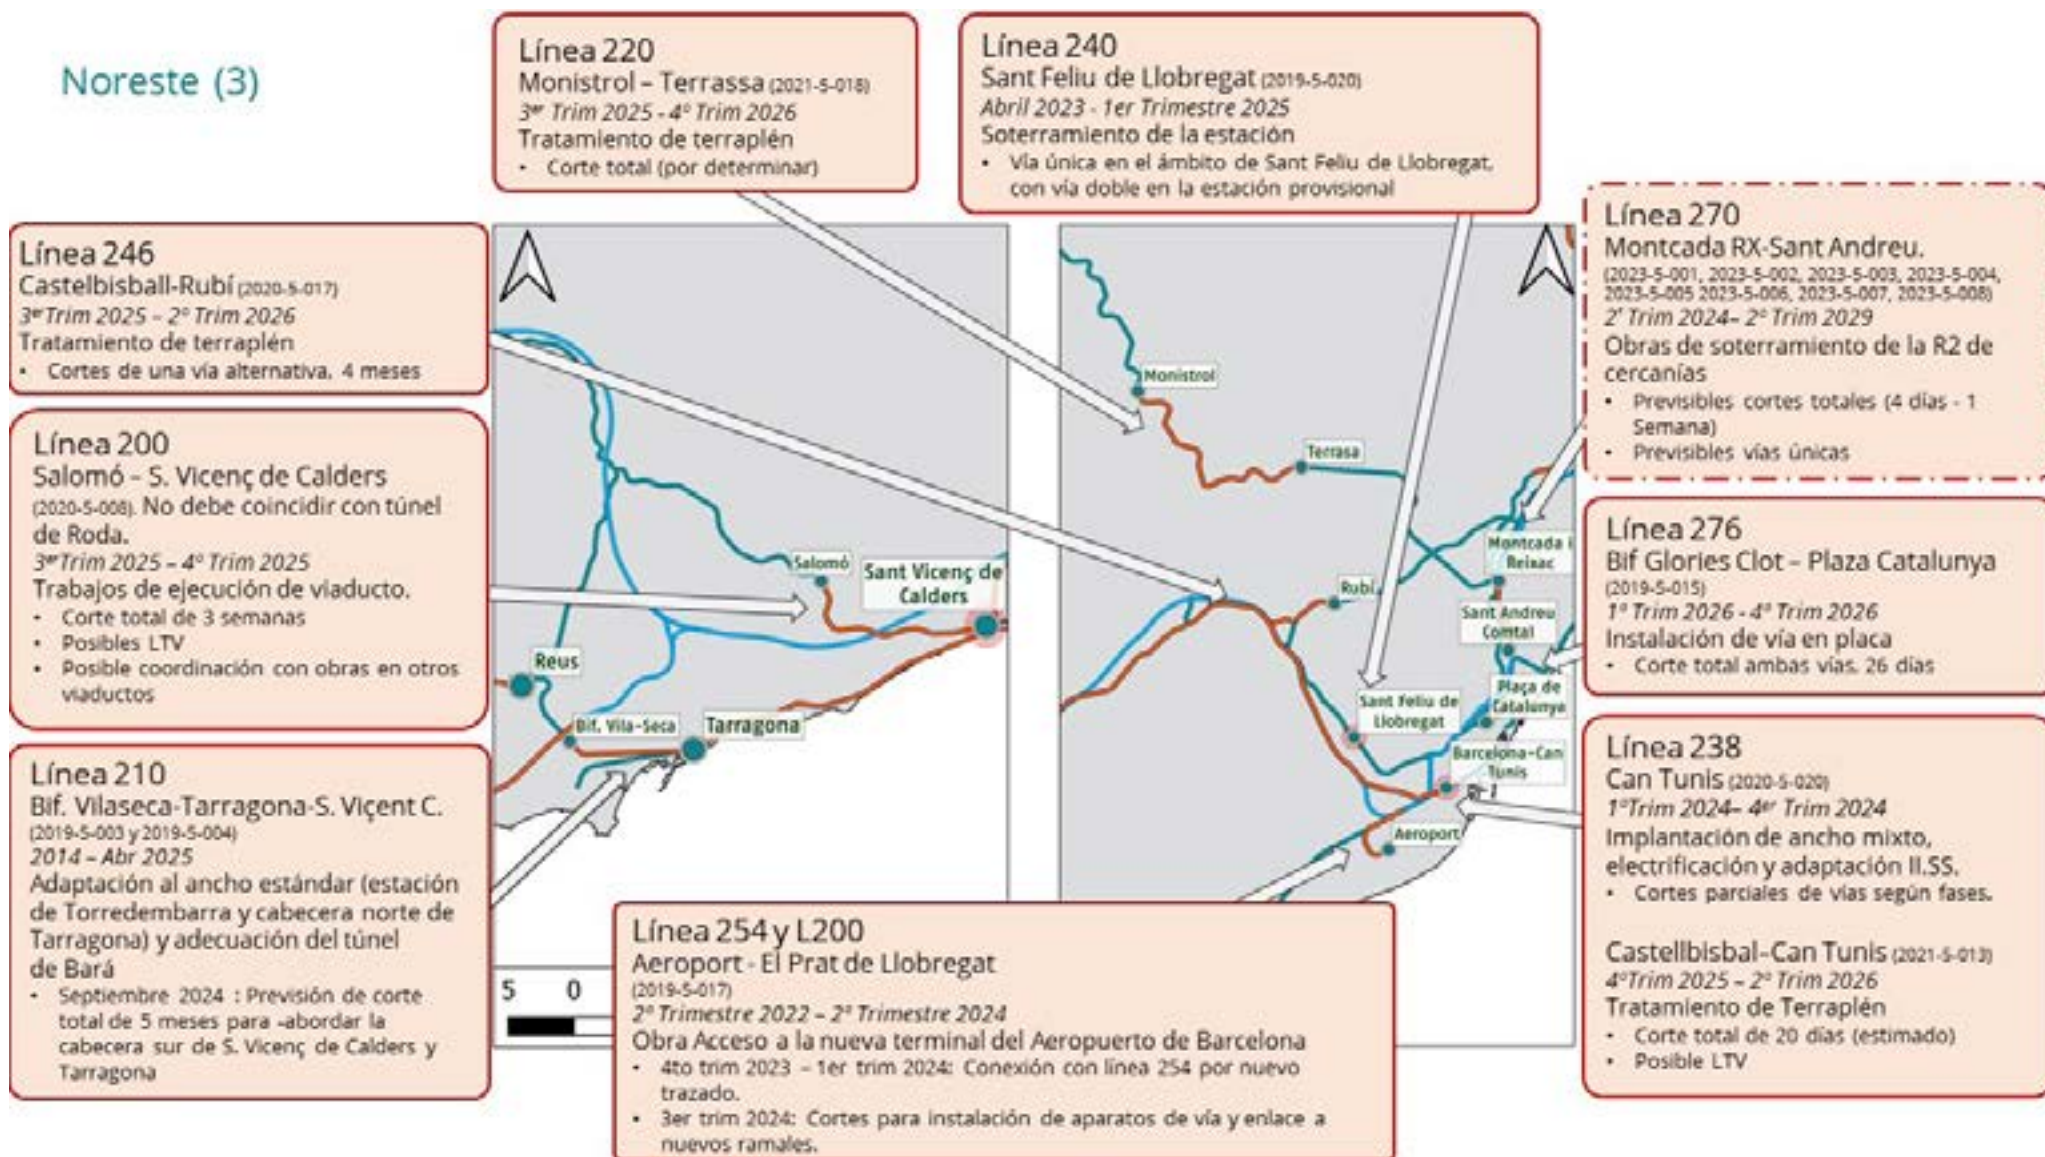 Noreste (3)
Línea 220
Monistrol – Terrassa (2021-5-018)
3er Trim 2025 - 4º Trim 2026
Tratamiento de terraplén
• Corte total (por determinar)
Línea 240
Sant Feliu de Llobregat (2019-5-020)
Abril 2023 - 1er Trimestre 2025
Soterramiento de la estación
• Vía única en el ámbito de Sant Feliu de Llobregat,
con vía doble en la estación provisional
Línea 246
Castelbisball-Rubí (2020-5-017)
3er Trim 2025 – 2º Trim 2026
Tratamiento de terraplén
• Cortes de una vía alternativa. 4 meses
Línea 200
Salomó – S. Vicenç de Calders
(2020-5-008). No debe coincidir con túnel
de Roda.
3er Trim 2025 – 4º Trim 2025
Trabajos de ejecución de viaducto.
• Corte total de 3 semanas
• Posibles LTV
• Posible coordinación con obras en otros
viaductos
Línea 210
Bif. Vilaseca-Tarragona-S. Viçent C.
(2019-5-003 y 2019-5-004)
2014 – Abr 2025
Adaptación al ancho estándar (estación
de Torredembarra y cabecera norte de
Tarragona) y adecuación del túnel
de Bará
• Septiembre 2024 : Previsión de corte
total de 5 meses para -abordar la
cabecera sur de S. Vicenç de Calders y
Tarragona
Salomó
Sant Vicenç de
Calders
Reus
Bif. Vila-Seca
Tarragona
5 0
Monistrol
Terrasa
Montcada i
Reixac
Rubí
Sant Andreu
Comtal
Plaça de
Catalunya
Sant Feliu de
Llobregat
Barcelona-Can
Tunis
Aeroport
Línea 254 y L200
Aeroport - El Prat de Llobregat
(2019-5-017)
2º Trimestre 2022 – 2º Trimestre 2024
Obra Acceso a la nueva terminal del Aeropuerto de Barcelona
• 4to trim 2023 – 1er trim 2024: Conexión con línea 254 por nuevo
trazado.
• 3er trim 2024: Cortes para instalación de aparatos de vía y enlace a
nuevos ramales.
Línea 270
Montcada RX-Sant Andreu.
(2023-5-001, 2023-5-002, 2023-5-003, 2023-5-004,
2023-5-005 2023-5-006, 2023-5-007, 2023-5-008)
2º Trim 2024– 2º Trim 2029
Obras de soterramiento de la R2 de
cercanías
• Previsibles cortes totales (4 días - 1
Semana)
• Previsibles vías únicas
Línea 276
Bif Glories Clot – Plaza Catalunya
(2019-5-015)
1º Trim 2026 - 4º Trim 2026
Instalación de vía en placa
• Corte total ambas vías. 26 días
Línea 238
Can Tunis (2020-5-020)
1ºTrim 2024– 4er Trim 2024
Implantación de ancho mixto,
electrificación y adaptación II.SS.
• Cortes parciales de vías según fases.
Castellbisbal–Can Tunis (2021-5-013)
4ºTrim 2025 – 2º Trim 2026
Tratamiento de Terraplén
• Corte total de 20 días (estimado)
• Posible LTV